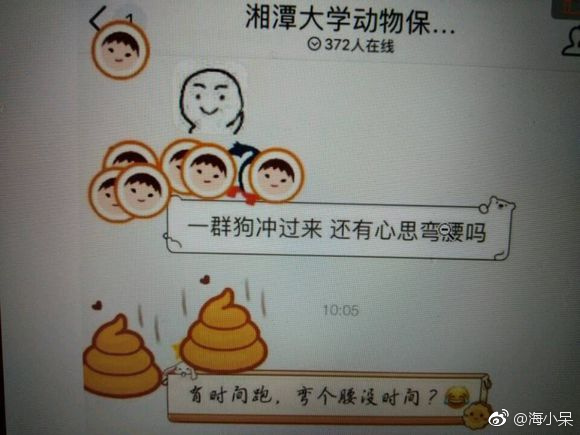 1
湘潭大学动物保...
372人在线
一群狗冲过来 还有心思弯腰吗
10:05
有时间跑，弯个腰没时间？😂
@海小呆